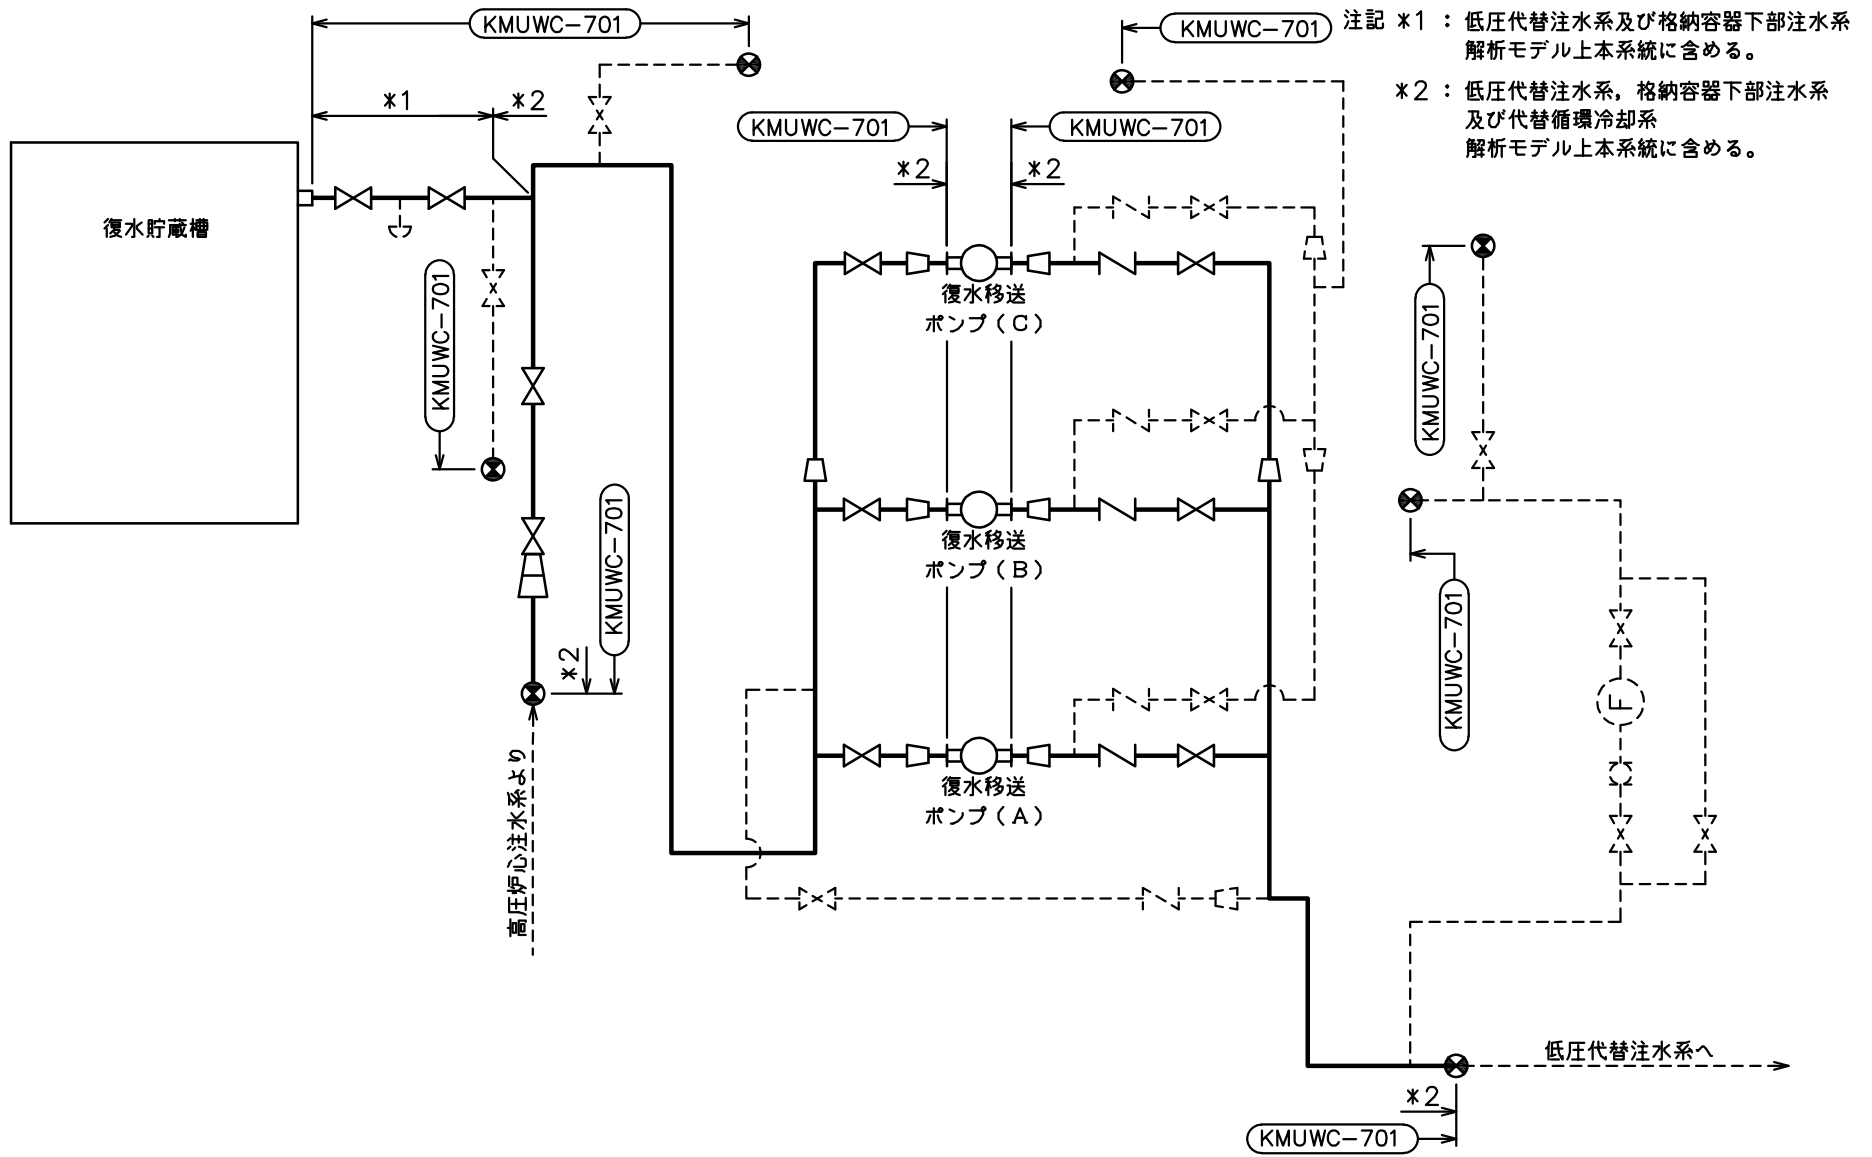 KMUWC-701
KMUWC-701
注記 *1 : 低圧代替注水系及び格納容器下部注水系
解析モデル上本系統に含める。
*2 : 低圧代替注水系，格納容器下部注水系
及び代替循環冷却系
解析モデル上本系統に含める。
*1
*2
KMUWC-701
KMUWC-701
*2
*2
復水貯蔵槽
KMUWC-701
復水移送
ポンプ（C）
KMUWC-701
KMUWC-701
復水移送
ポンプ（B）
KMUWC-701
*2
F
復水移送
ポンプ（A）
高圧炉心注水系より
低圧代替注水系へ
*2
KMUWC-701